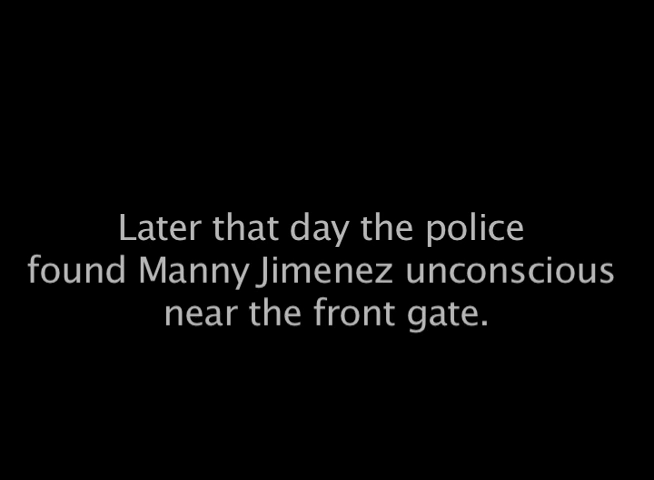 Later that day the police
found Manny Jimenez unconscious
near the front gate.